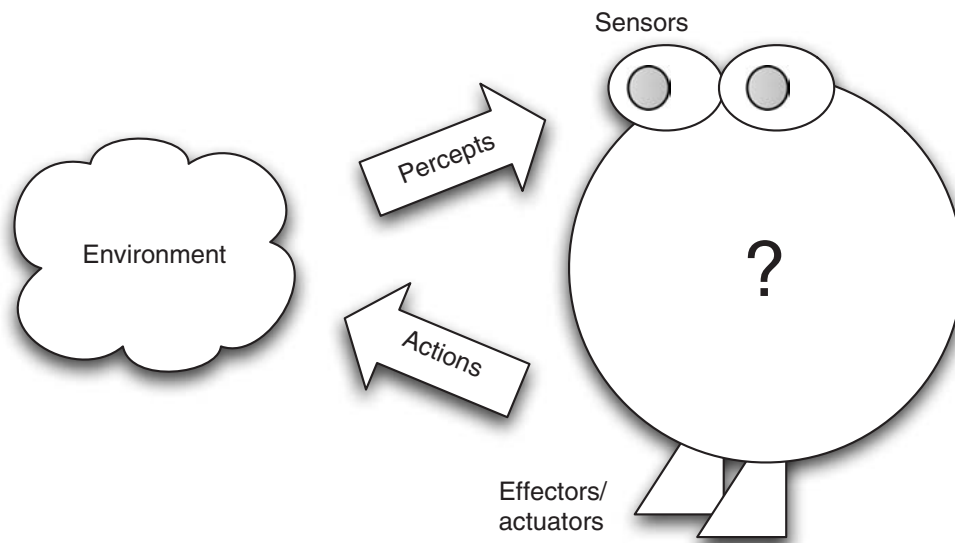 Sensors
Percepts
Environment
?
Actions
Effectors/
actuators